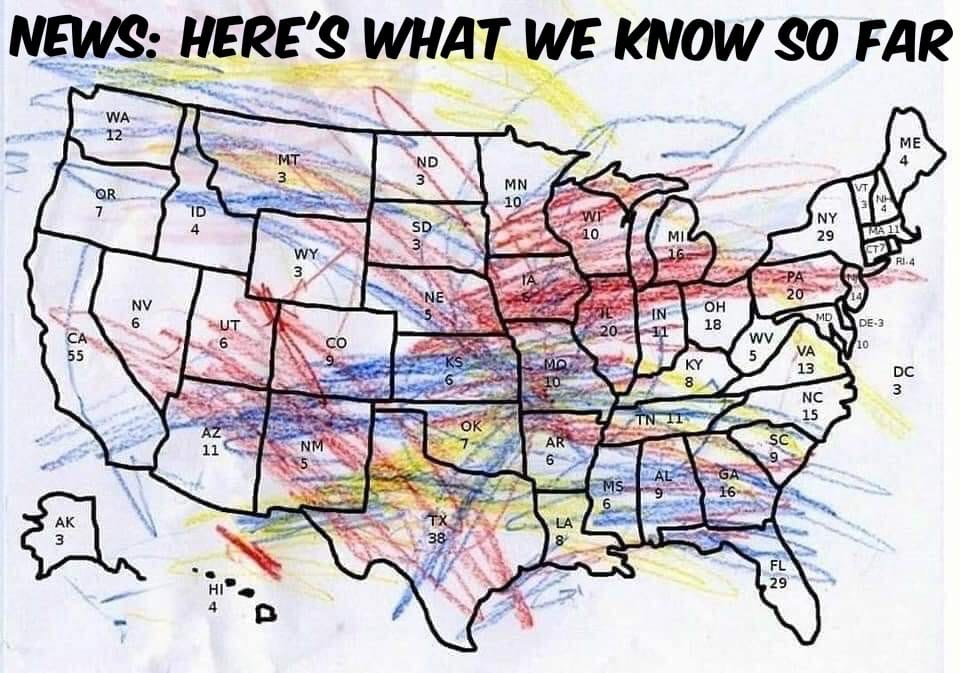 NEWS: HERE'S WHAT WE KNOW SO FAR
WA
12
OR
7
CA
55
NV
6
ID
4
MT
3
WY
3
UT
6
CO
9
AZ
11
NM
5
ND
3
SD
3
NE
5
KS
6
OK
7
TX
38
MN
10
IA
6
MO
10
AR
6
LA
8
WI
10
IL
20
MI
16
IN
11
OH
18
KY
8
TN 11
MS
6
AL
9
GA
16
FL
29
SC
9
NC
15
VA
13
WV
5
PA
20
NY
29
VT
3
NH
4
ME
4
MA 11
CT7
RI-4
NJ
14
DE-3
MD
10
DC
3
AK
3
HI
4